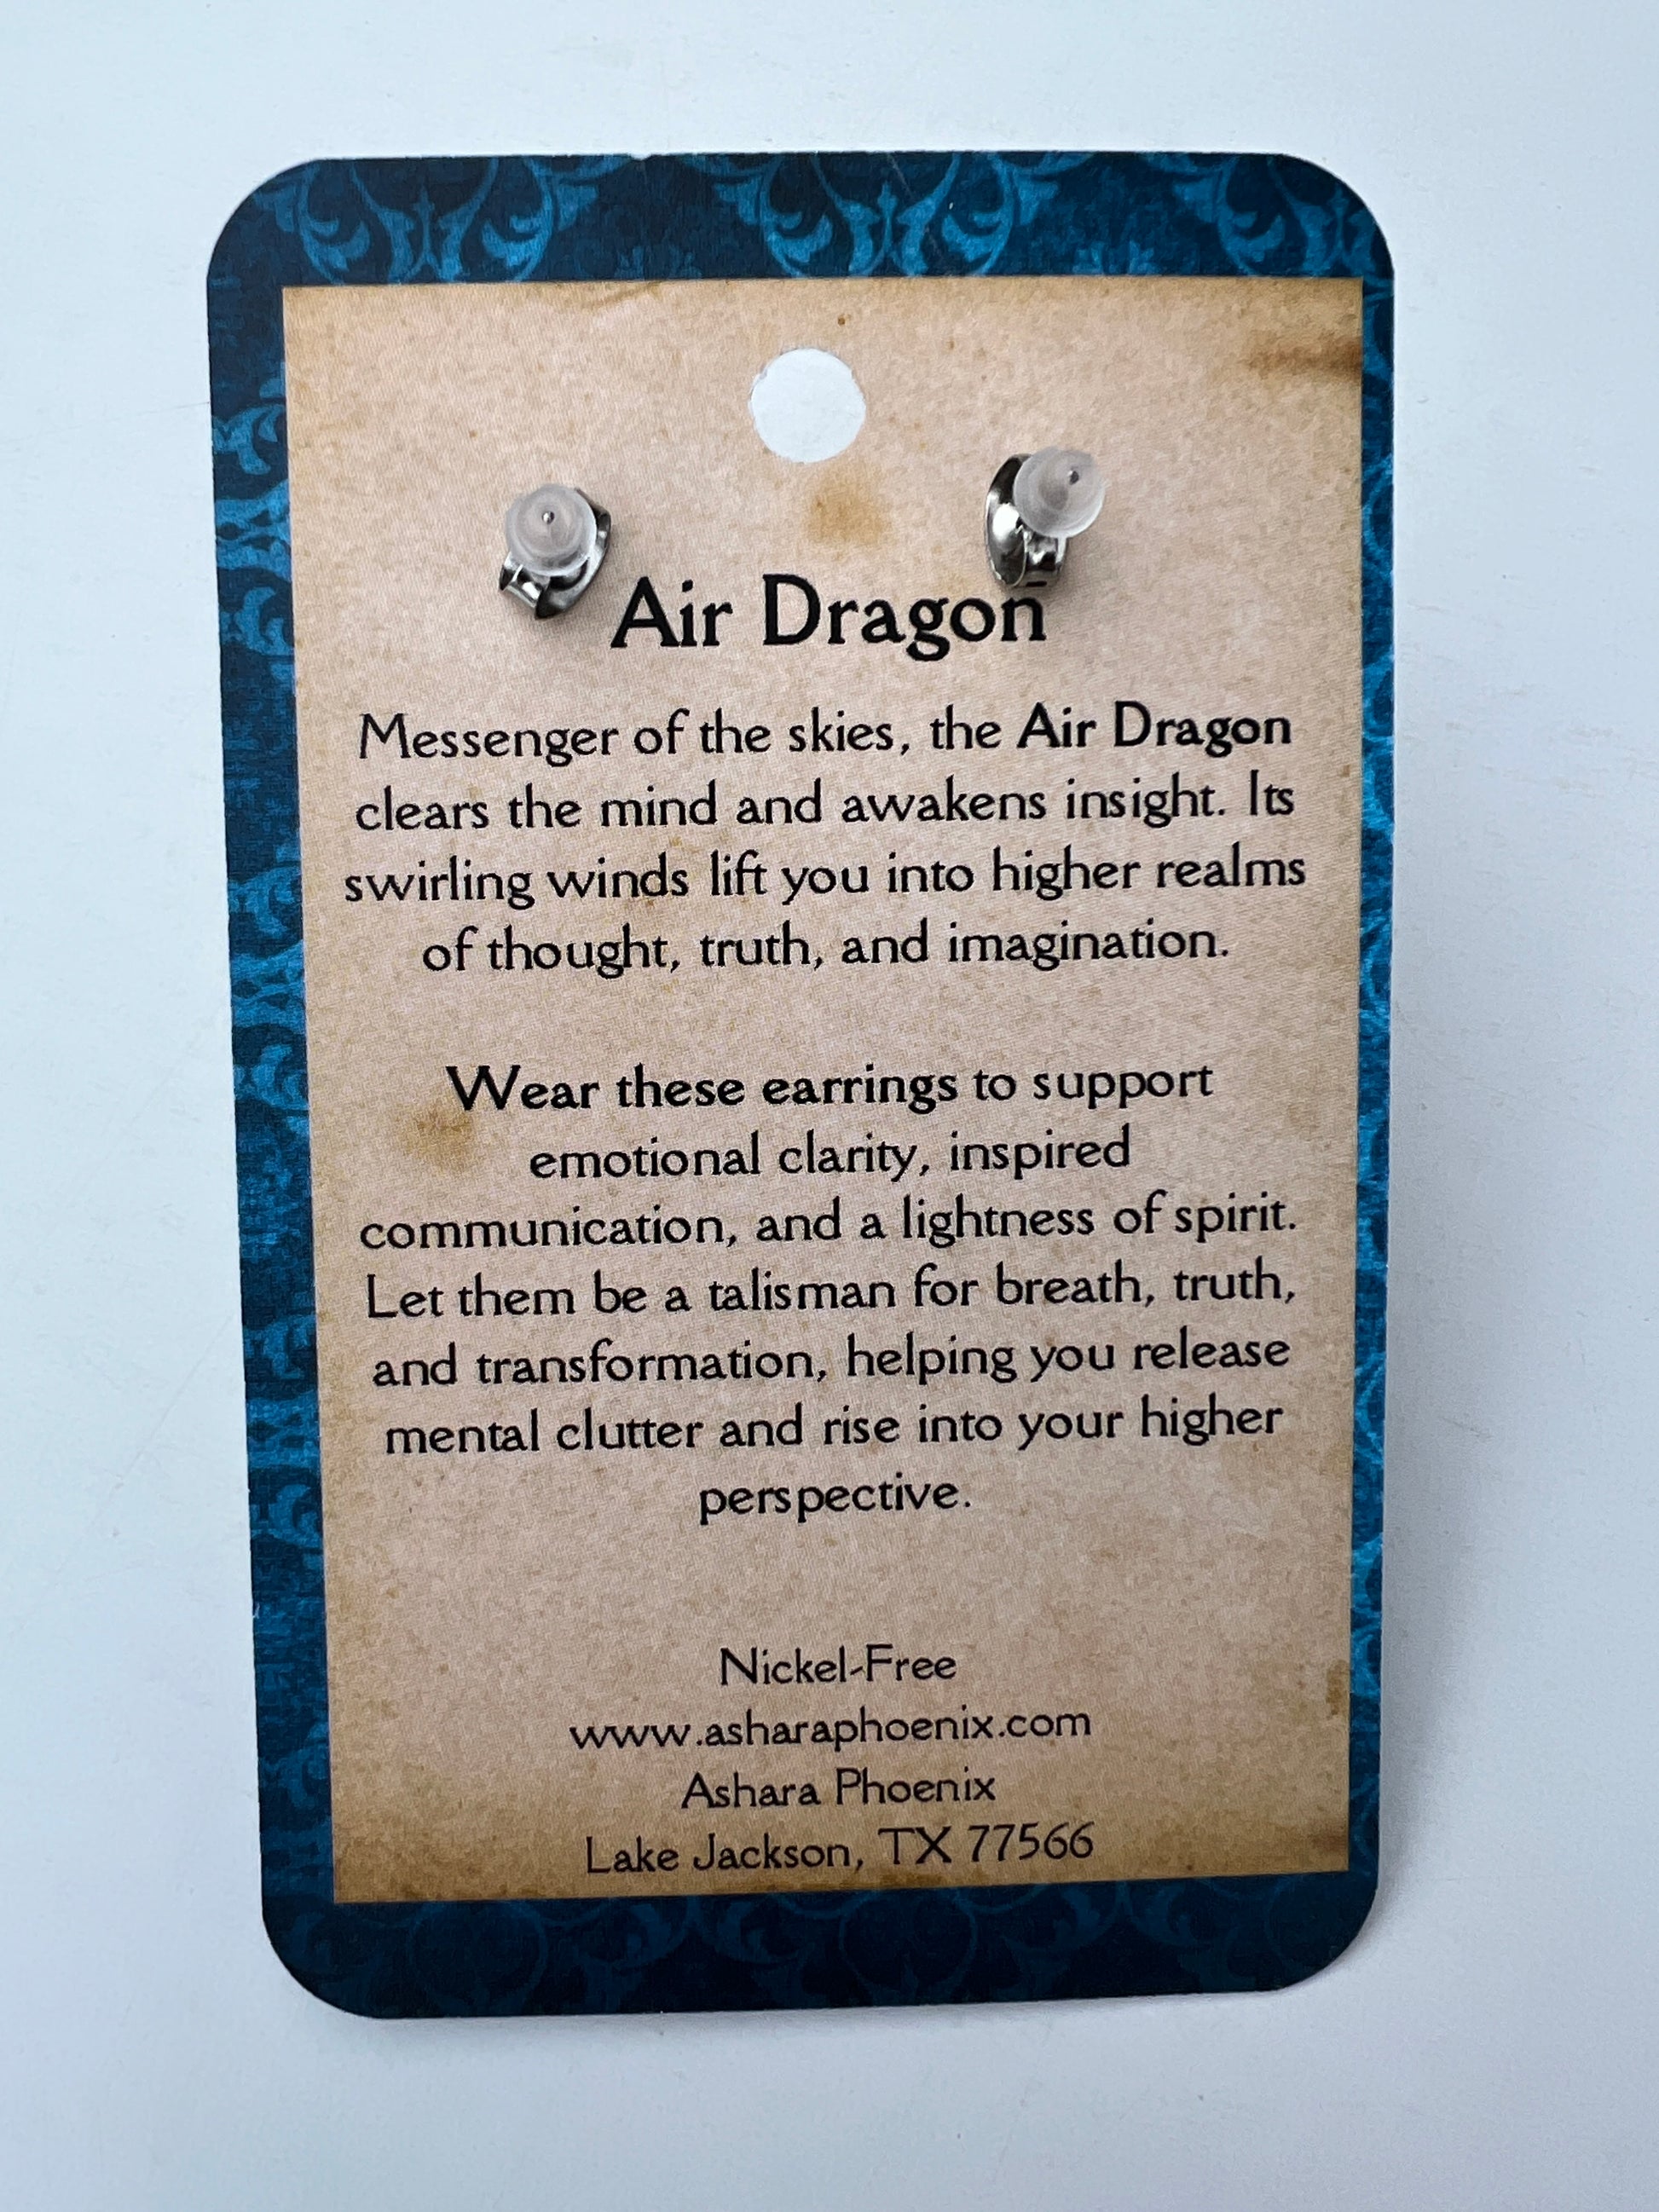 Air Dragon
Messenger of the skies, the Air Dragon
clears the mind and awakens insight. Its
swirling winds lift you into higher realms
of thought, truth, and imagination.
Wear these earrings to support
emotional clarity, inspired
communication, and a lightness of spirit.
Let them be a talisman for breath, truth,
and transformation, helping you release
mental clutter and rise into your higher
perspective.
Nickel-Free
www.asharaphoenix.com
Ashara Phoenix
Lake Jackson, TX 77566